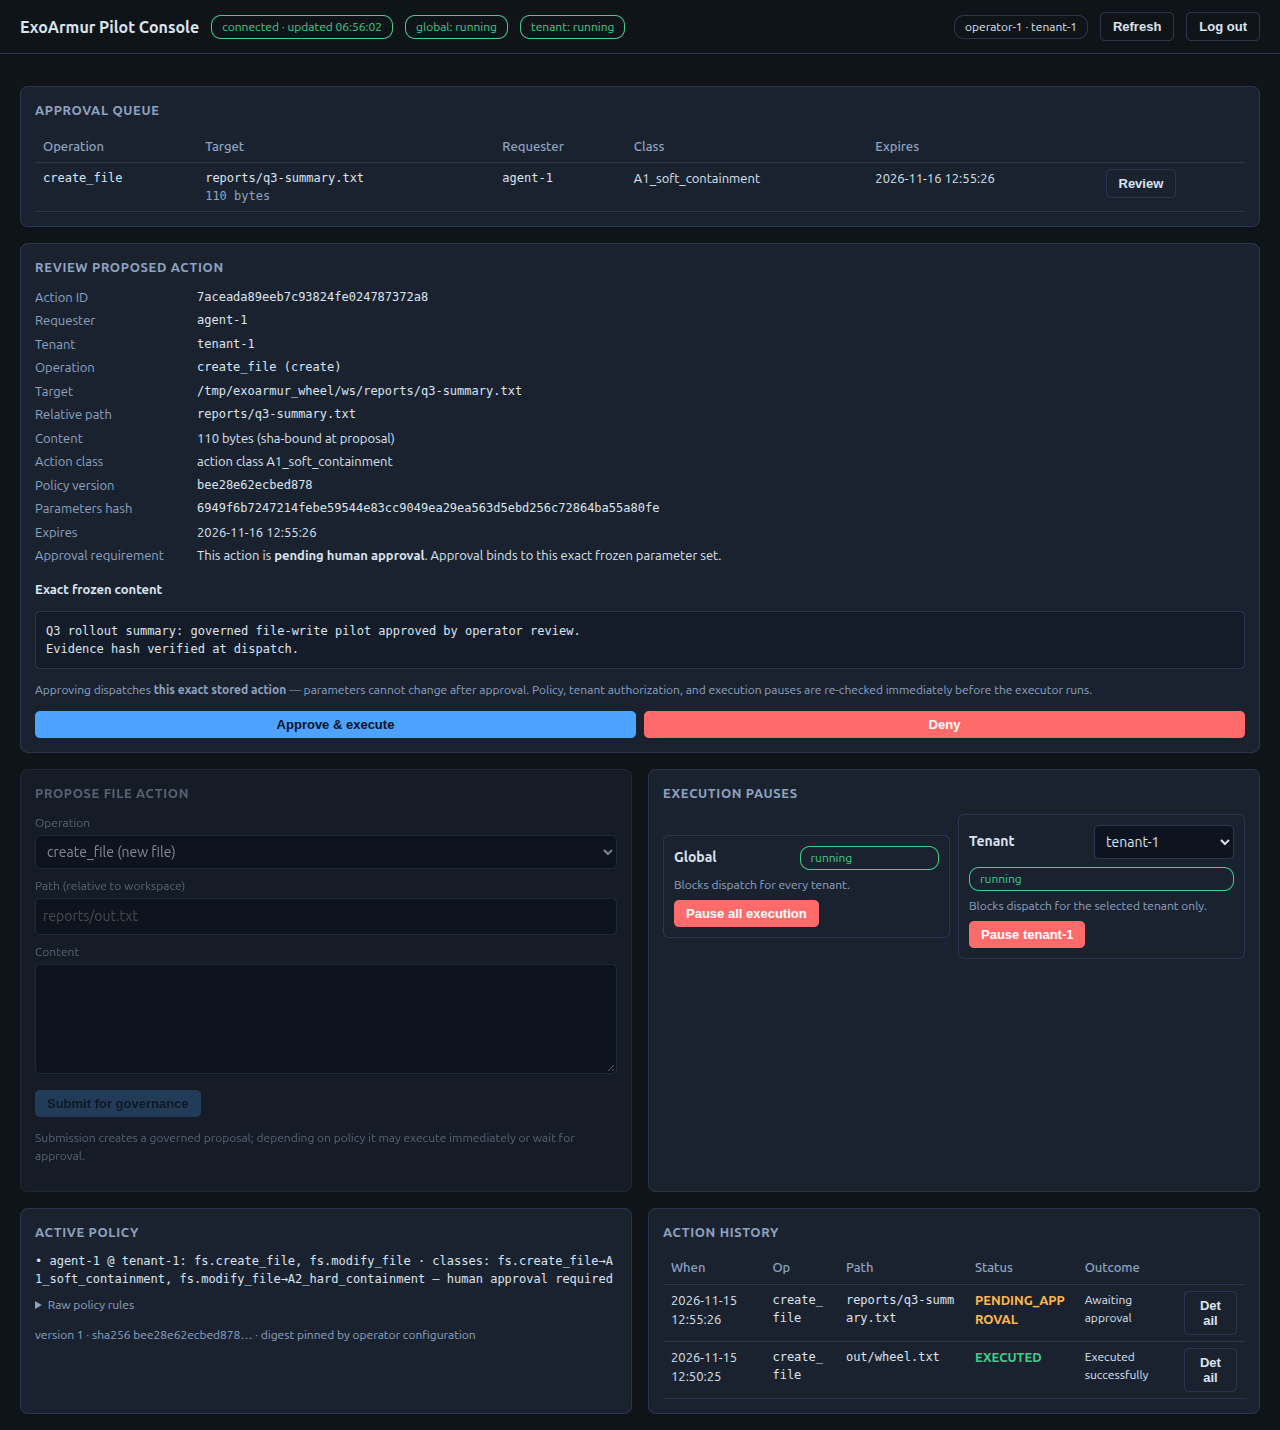 ExoArmur Pilot Console
connected · updated 06:56:02
global: running
tenant: running
operator-1 · tenant-1
Refresh
Log out
APPROVAL QUEUE
Operation Target Requester Class Expires
create_file reports/q3-summary.txt agent-1 A1_soft_containment 2026-11-16 12:55:26 Review
110 bytes
REVIEW PROPOSED ACTION
Action ID 7aceada89eeb7c93824fe024787372a8
Requester agent-1
Tenant tenant-1
Operation create_file (create)
Target /tmp/exoarmur_wheel/ws/reports/q3-summary.txt
Relative path reports/q3-summary.txt
Content 110 bytes (sha-bound at proposal)
Action class action class A1_soft_containment
Policy version bee28e62ecbed878
Parameters hash 6949f6b7247214febe59544e83cc9049ea29ea563d5ebd256c72864ba55a80fe
Expires 2026-11-16 12:55:26
Approval requirement This action is pending human approval. Approval binds to this exact frozen parameter set.
Exact frozen content
Q3 rollout summary: governed file-write pilot approved by operator review.
Evidence hash verified at dispatch.
Approving dispatches this exact stored action — parameters cannot change after approval. Policy, tenant authorization, and execution pauses are re-checked immediately before the executor runs.
Approve & execute
Deny
PROPOSE FILE ACTION
Operation
create_file (new file)
Path (relative to workspace)
reports/out.txt
Content
Submit for governance
Submission creates a governed proposal; depending on policy it may execute immediately or wait for
approval.
EXECUTION PAUSES
Global running
Blocks dispatch for every tenant.
Pause all execution
Tenant tenant-1
running
Blocks dispatch for the selected tenant only.
Pause tenant-1
ACTIVE POLICY
• agent-1 @ tenant-1: fs.create_file, fs.modify_file · classes: fs.create_file→A
1_soft_containment, fs.modify_file→A2_hard_containment — human approval required
▶ Raw policy rules
version 1 · sha256 bee28e62ecbed878… · digest pinned by operator configuration
ACTION HISTORY
When Op Path Status Outcome
2026-11-15 create_ reports/q3-summ PENDING_APP Awaiting Det
12:55:26 file ary.txt ROVAL approval ail
2026-11-15 create_ out/wheel.txt EXECUTED Executed Det
12:50:25 file successfully ail